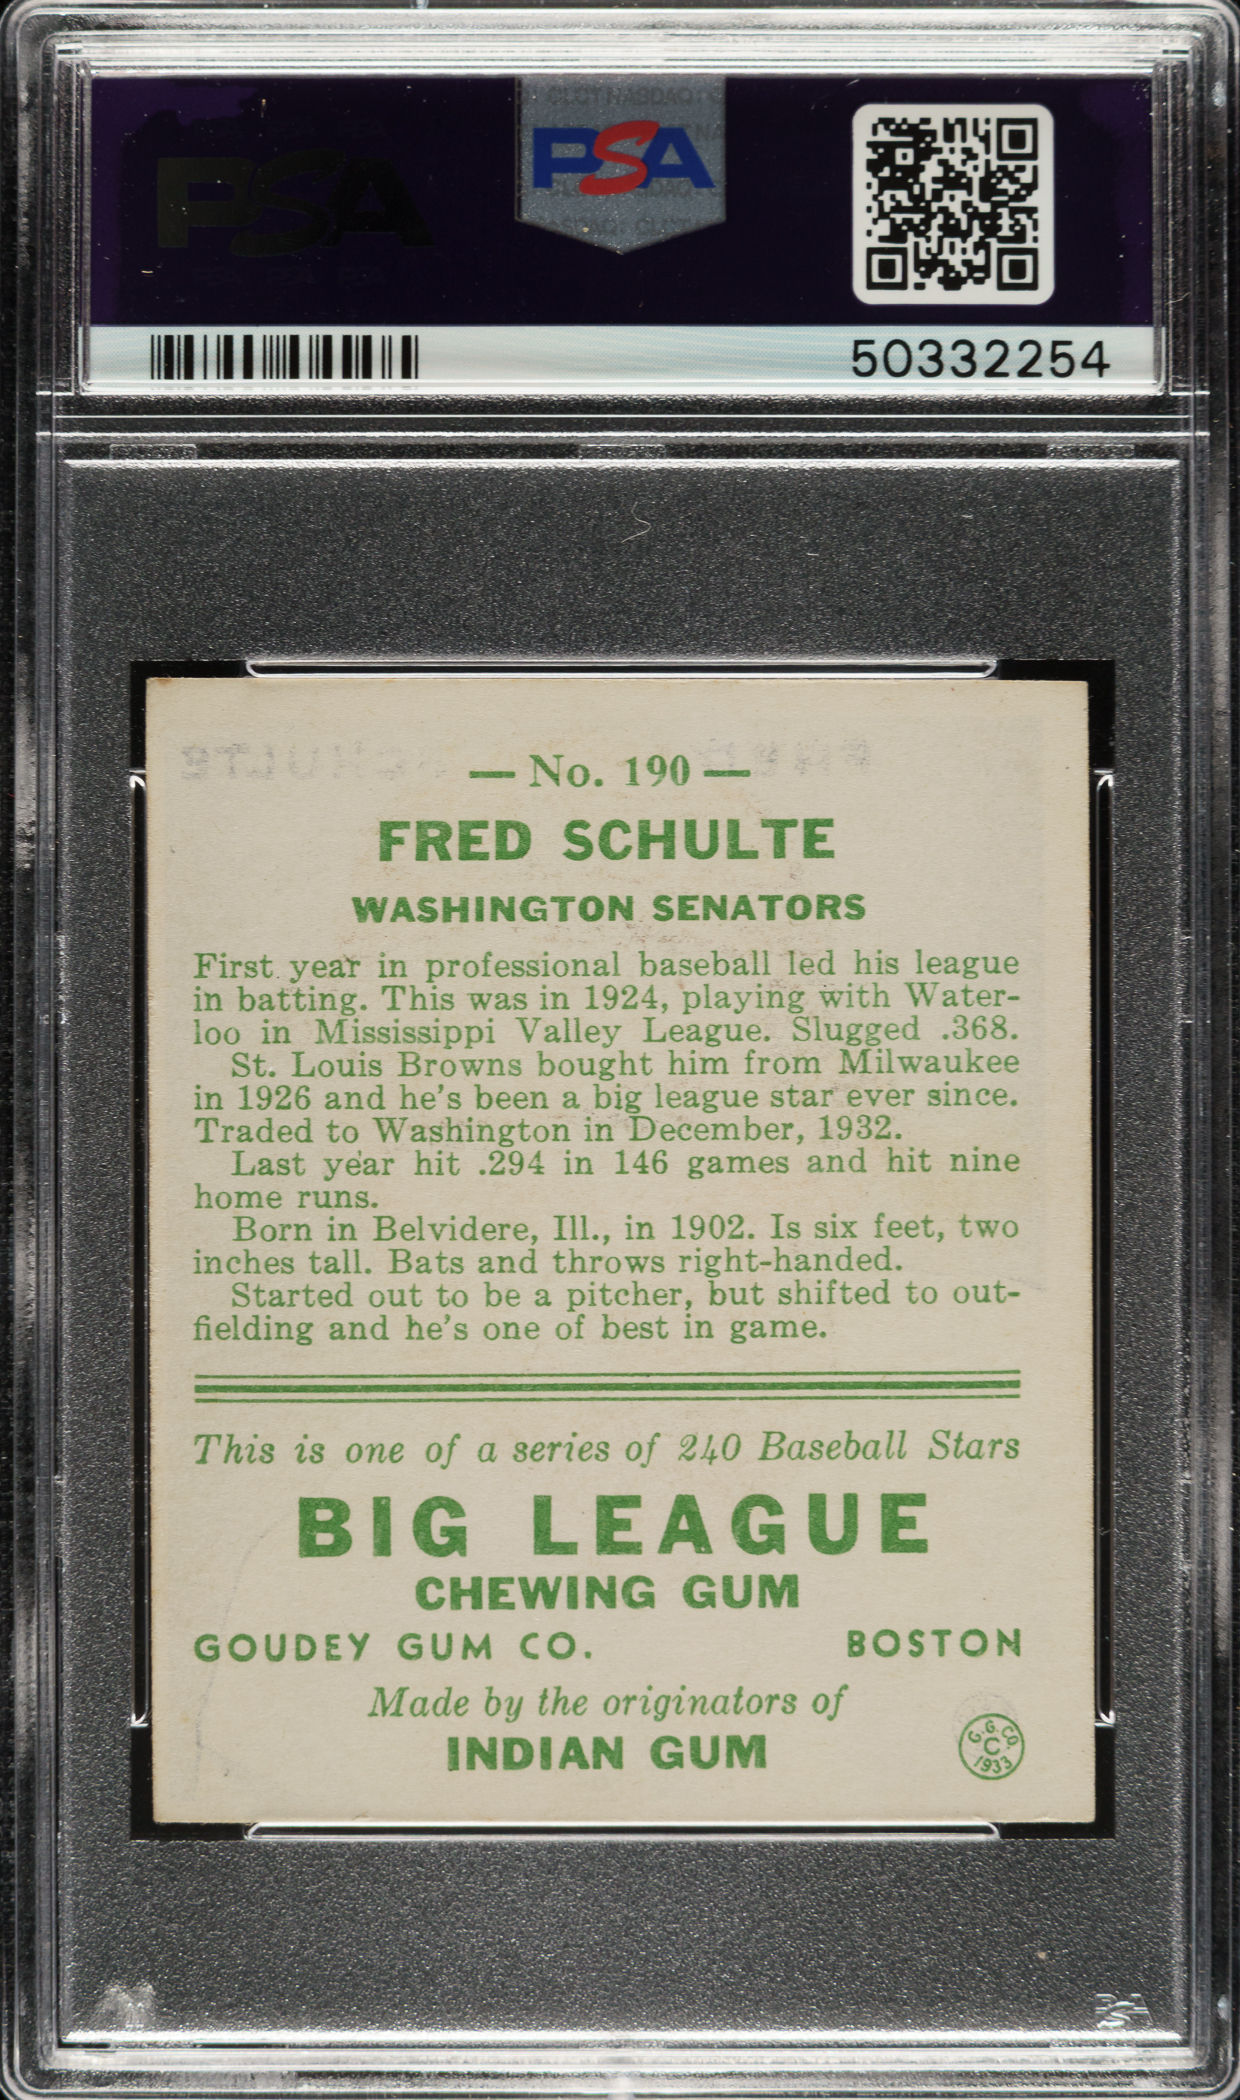 PSA
PSA
50332254
— No. 190 —
FRED SCHULTE
WASHINGTON SENATORS
First year in professional baseball led his league
in batting. This was in 1924, playing with Water-
loo in Mississippi Valley League. Slugged .368.
St. Louis Browns bought him from Milwaukee
in 1926 and he's been a big league star ever since.
Traded to Washington in December, 1932.
Last year hit .294 in 146 games and hit nine
home runs.
Born in Belvidere, Ill., in 1902. Is six feet, two
inches tall. Bats and throws right-handed.
Started out to be a pitcher, but shifted to out-
fielding and he's one of best in game.
This is one of a series of 240 Baseball Stars
BIG LEAGUE
CHEWING GUM
GOUDEY GUM CO. BOSTON
Made by the originators of
INDIAN GUM
G.G.CO.
C
1933
PSA